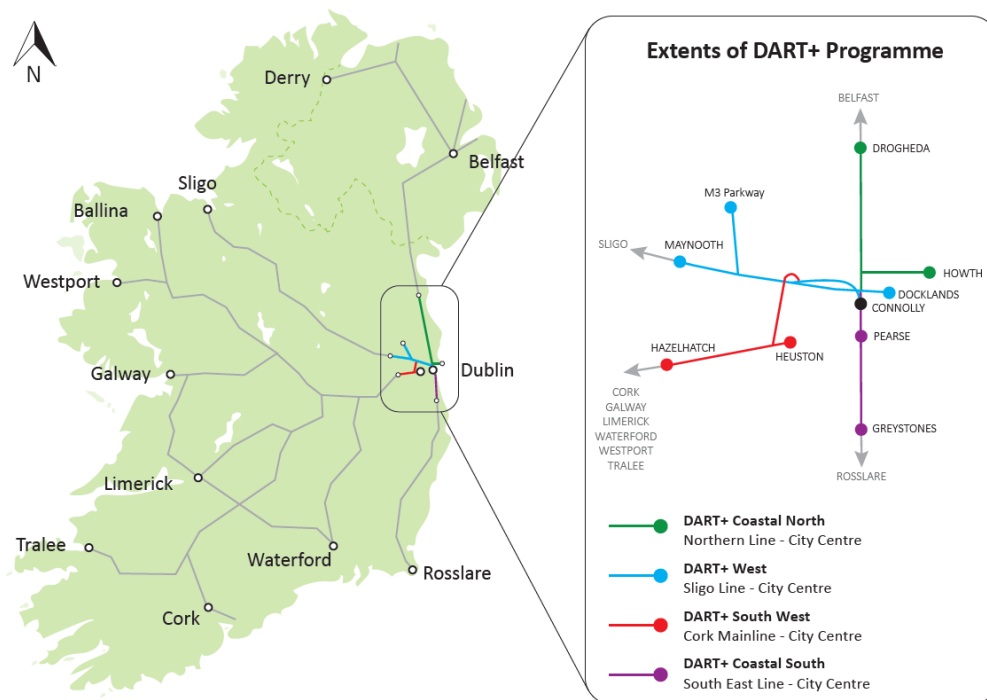 N
Derry
Belfast
Sligo
Ballina
Westport
Galway
Dublin
Limerick
Tralee
Waterford
Rosslare
Cork
Extents of DART+ Programme
BELFAST
DROGHEDA
M3 Parkway
SLIGO
MAYNOOTH
HOWTH
DOCKLANDS
CONNOLLY
PEARSE
HAZELHATCH
HEUSTON
CORK
GALWAY
LIMERICK
WATERFORD
WESTPORT
TRALEE
GREYSTONES
ROSSLARE
DART+ Coastal North
Northern Line - City Centre
DART+ West
Sligo Line - City Centre
DART+ South West
Cork Mainline - City Centre
DART+ Coastal South
South East Line - City Centre